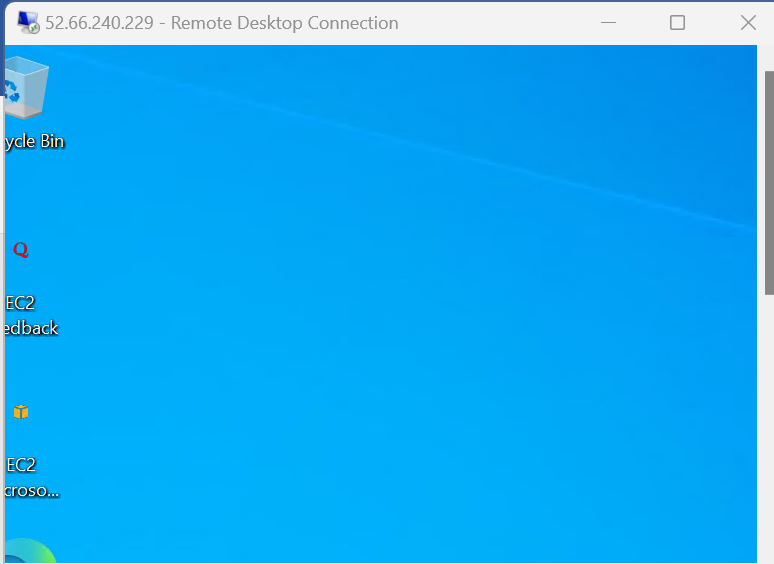 52.66.240.229 - Remote Desktop Connection
ycle Bin
Q
EC2
edback
EC2
croso...